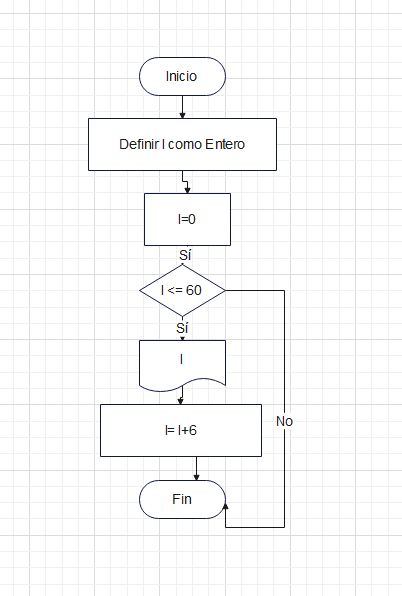 Inicio
Definir I como Entero
I=0
Sí
I <= 60
Sí
I
I= I+6
No
Fin